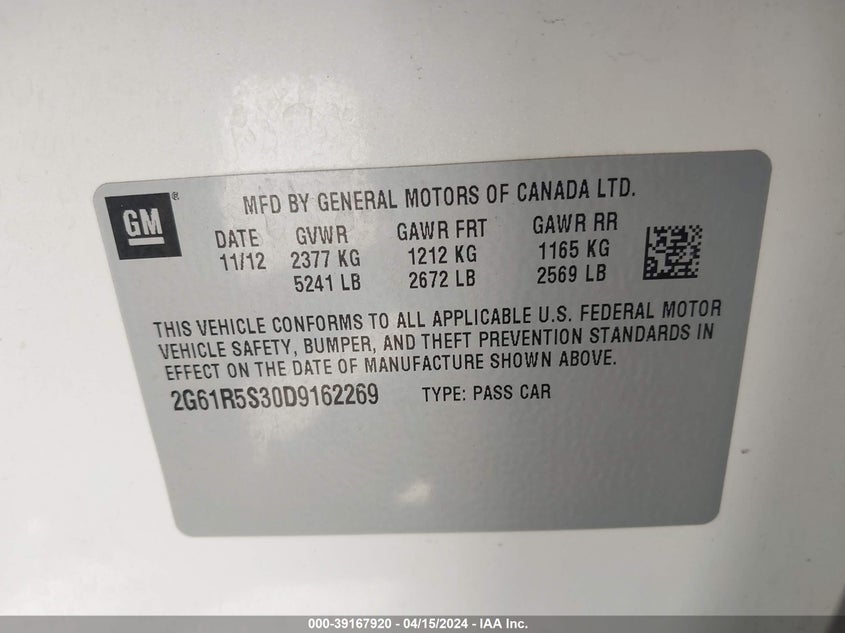 GM ®
MFD BY GENERAL MOTORS OF CANADA LTD.
DATE GVWR GAWR FRT GAWR RR
11/12 2377 KG 1212 KG 1165 KG
5241 LB 2672 LB 2569 LB
THIS VEHICLE CONFORMS TO ALL APPLICABLE U.S. FEDERAL MOTOR
VEHICLE SAFETY, BUMPER, AND THEFT PREVENTION STANDARDS IN
EFFECT ON THE DATE OF MANUFACTURE SHOWN ABOVE.
2G61R5S30D9162269 TYPE: PASS CAR
000-39167920 - 04/15/2024 - IAA Inc.